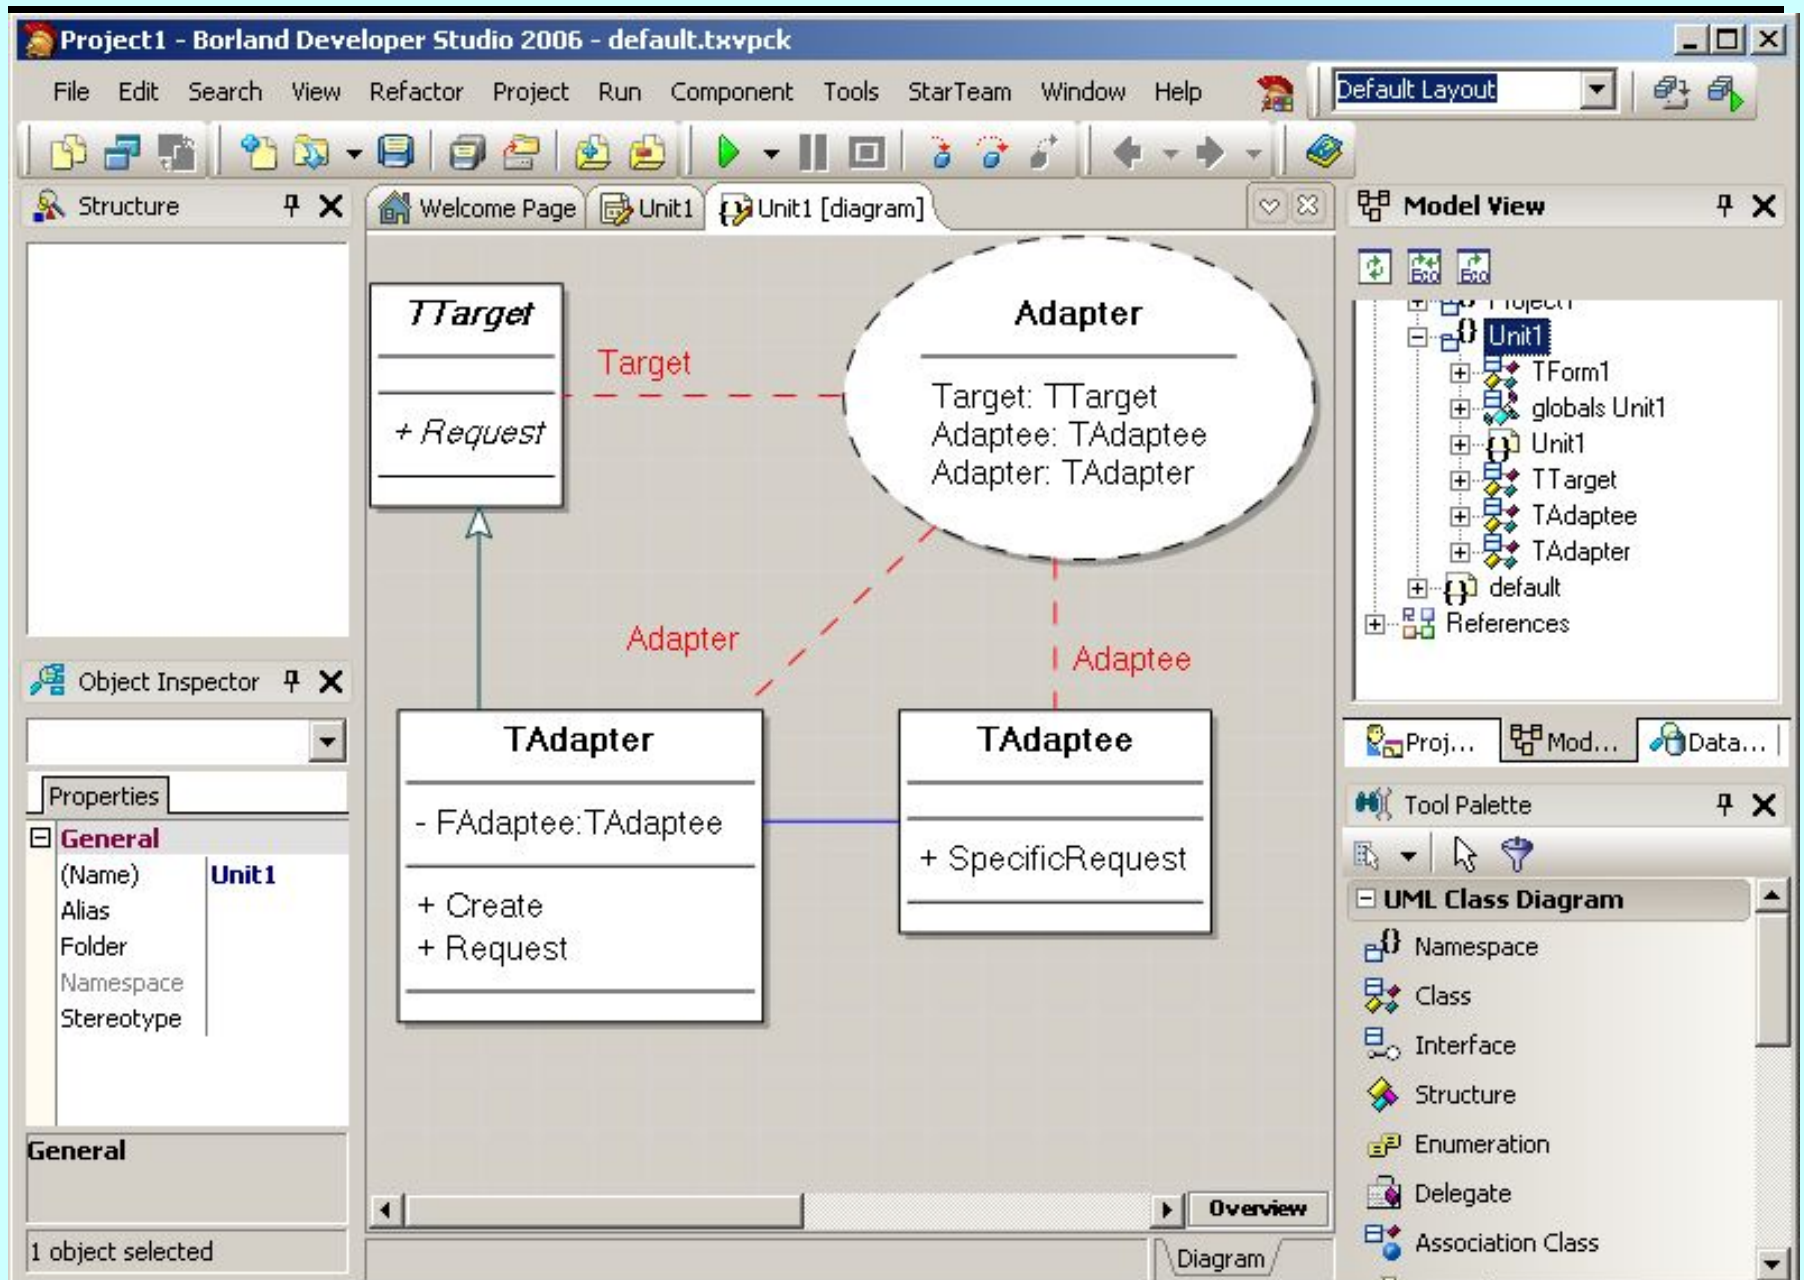 Project1 - Borland Developer Studio 2006 - default.txvpck
File Edit Search View Refactor Project Run Component Tools StarTeam Window Help
Default Layout
Structure
Welcome Page
Unit1
Unit1 [diagram]
Model View
TTarget
+ Request
Target
Adapter
Target: TTarget
Adaptee: TAdaptee
Adapter: TAdapter
Adapter
Adaptee
TAdapter
- FAdaptee:TAdaptee
+ Create
+ Request
TAdaptee
+ SpecificRequest
Overview
Diagram
Object Inspector
Properties
General
(Name) Unit1
Alias
Folder
Namespace
Stereotype
General
1 object selected
Eco Eco
Project1
Unit1
TForm1
globals Unit1
Unit1
TTarget
TAdaptee
TAdapter
default
References
Proj... Mod... Data...
Tool Palette
UML Class Diagram
Namespace
Class
Interface
Structure
Enumeration
Delegate
Association Class